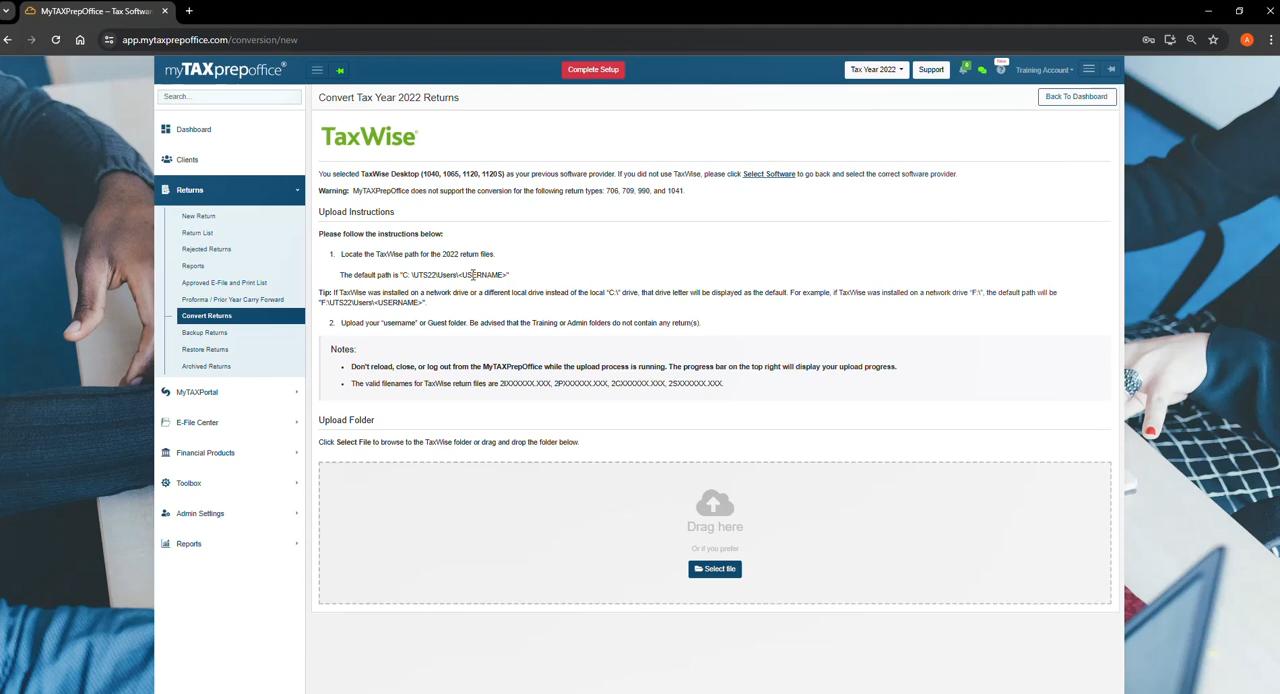 MyTAXPrepOffice – Tax Softwar
app.mytaxprepoffice.com/conversion/new
A
myTAXprepoffice®
Complete Setup
Tax Year 2022
Support
6
New
Training Account
Search...
Convert Tax Year 2022 Returns
Back To Dashboard
Dashboard
Clients
Returns
New Return
Return List
Rejected Returns
Reports
Approved E-File and Print List
Proforma / Prior Year Carry Forward
Convert Returns
Backup Returns
Restore Returns
Archived Returns
MyTAXPortal
E-File Center
Financial Products
Toolbox
Admin Settings
Reports
TaxWise®
You selected TaxWise Desktop (1040, 1065, 1120, 1120S) as your previous software provider. If you did not use TaxWise, please click Select Software to go back and select the correct software provider.
Warning: MyTAXPrepOffice does not support the conversion for the following return types: 706, 709, 990, and 1041.
Upload Instructions
Please follow the instructions below:
1. Locate the TaxWise path for the 2022 return files.
The default path is "C: \UTS22\Users\<USERNAME>"
Tip: If TaxWise was installed on a network drive or a different local drive instead of the local "C:\" drive, that drive letter will be displayed as the default. For example, if TaxWise was installed on a network drive "F:\", the default path will be
"F:\UTS22\Users\<USERNAME>".
2. Upload your "username" or Guest folder. Be advised that the Training or Admin folders do not contain any return(s).
Notes:
• Don't reload, close, or log out from the MyTAXPrepOffice while the upload process is running. The progress bar on the top right will display your upload progress.
• The valid filenames for TaxWise return files are 2IXXXXXX.XXX, 2PXXXXXX.XXX, 2CXXXXXX.XXX, 2SXXXXXX.XXX.
Upload Folder
Click Select File to browse to the TaxWise folder or drag and drop the folder below.
Drag here
Or if you prefer
Select file